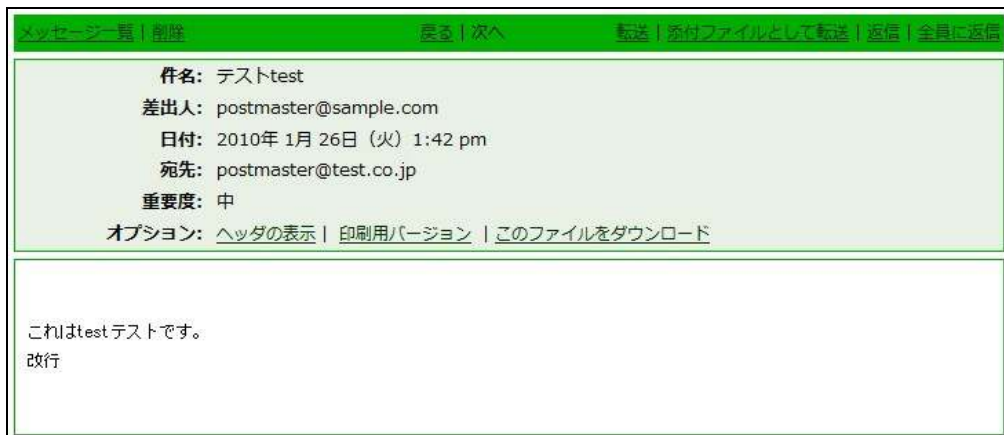 メッセージ一覧 | 削除 戻る | 次へ 転送 | 添付ファイルとして転送 | 返信 | 全員に返信
件名: テストtest
差出人: postmaster@sample.com
日付: 2010年 1月 26日（火）1:42 pm
宛先: postmaster@test.co.jp
重要度: 中
オプション: ヘッダの表示 | 印刷用バージョン | このファイルをダウンロード
これはtestテストです。
改行